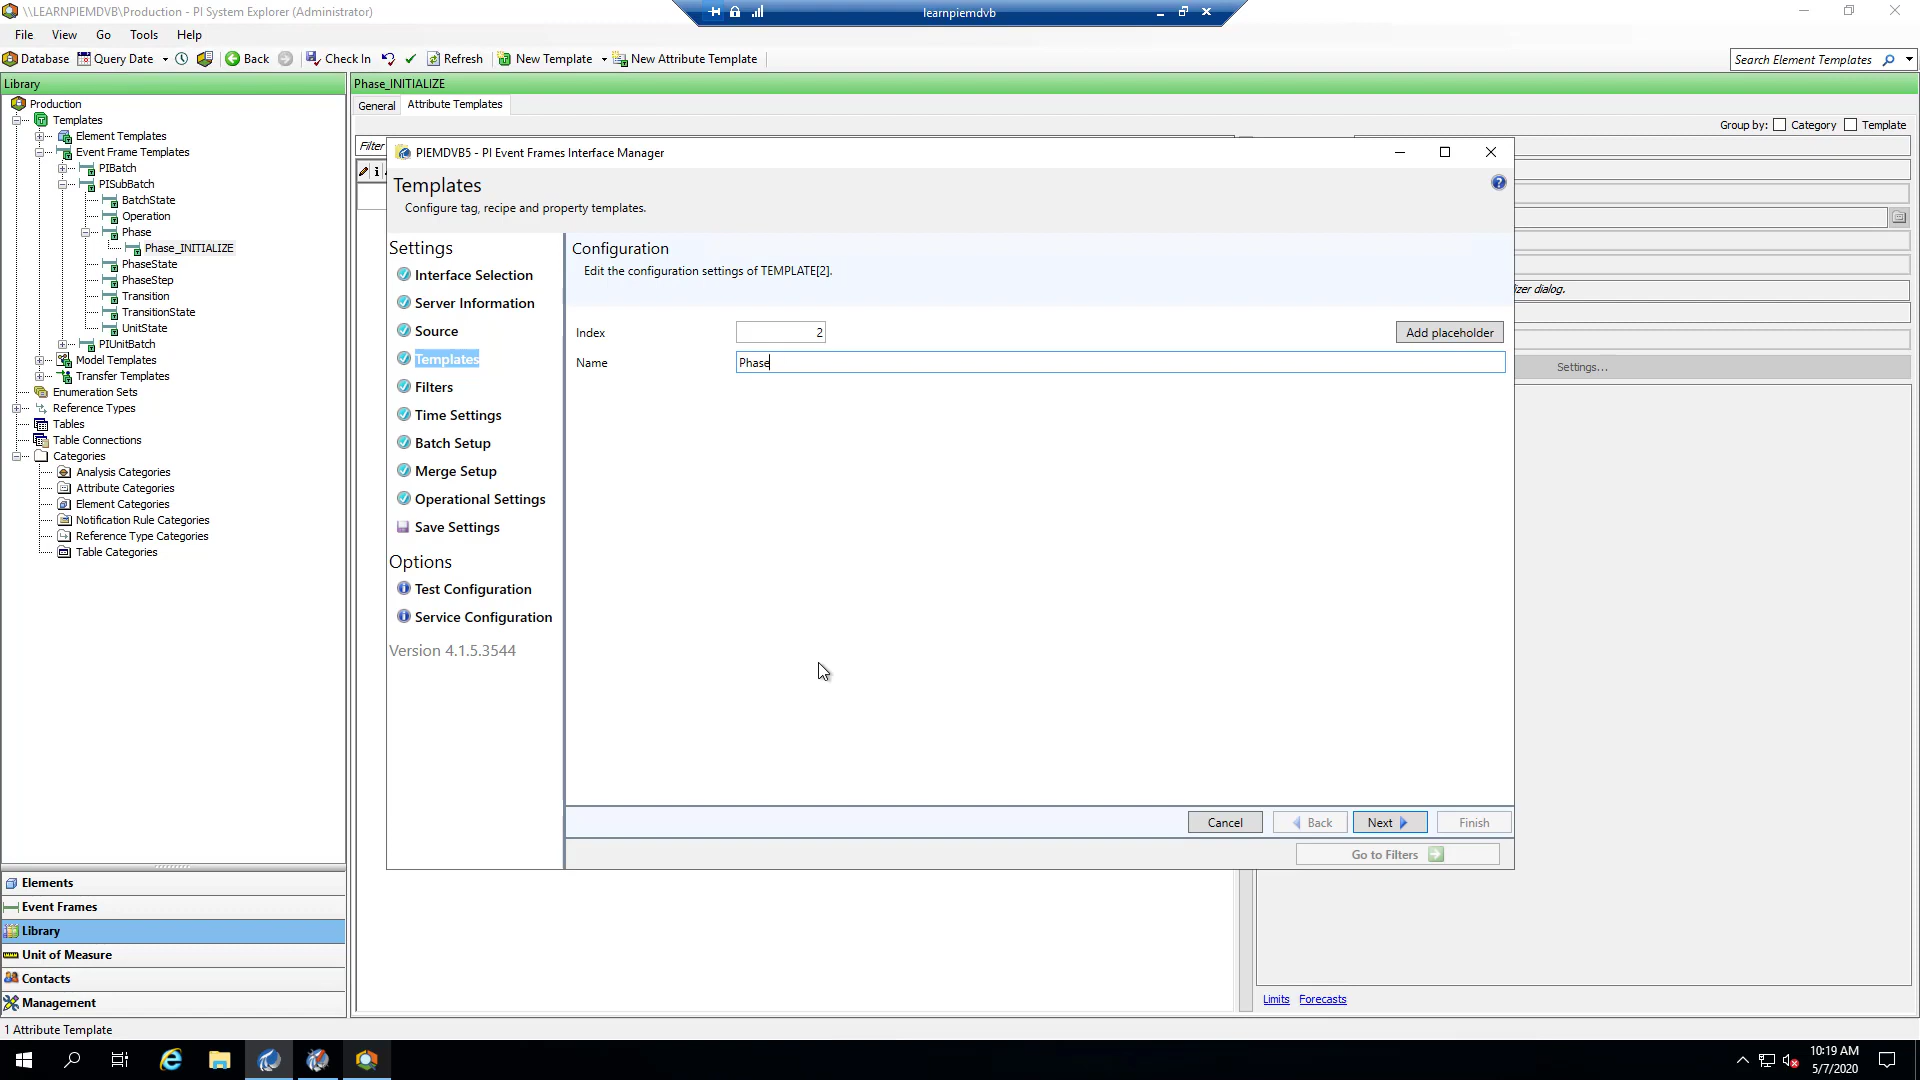 \\LEARNPIEMDVB\Production - PI System Explorer (Administrator)
learnpiemdvb
File View Go Tools Help
Database Query Date Back Check In Refresh New Template New Attribute Template
Search Element Templates
Library
Phase_INITIALIZE
General Attribute Templates
Group by: Category Template
Filter
Production
Templates
Element Templates
Event Frame Templates
PIBatch
PISubBatch
BatchState
Operation
Phase
Phase_INITIALIZE
PhaseState
PhaseStep
Transition
TransitionState
UnitState
PIUnitBatch
Model Templates
Transfer Templates
Enumeration Sets
Reference Types
Tables
Table Connections
Categories
Analysis Categories
Attribute Categories
Element Categories
Notification Rule Categories
Reference Type Categories
Table Categories
PIEMDVB5 - PI Event Frames Interface Manager
Templates
Configure tag, recipe and property templates.
Settings
Interface Selection
Server Information
Source
Templates
Filters
Time Settings
Batch Setup
Merge Setup
Operational Settings
Save Settings
Options
Test Configuration
Service Configuration
Version 4.1.5.3544
Configuration
Edit the configuration settings of TEMPLATE[2].
Index 2 Add placeholder
Name Phase
Cancel Back Next Finish
Go to Filters
izer dialog.
Settings...
Limits Forecasts
Elements
Event Frames
Library
Unit of Measure
Contacts
Management
1 Attribute Template
10:19 AM
5/7/2020